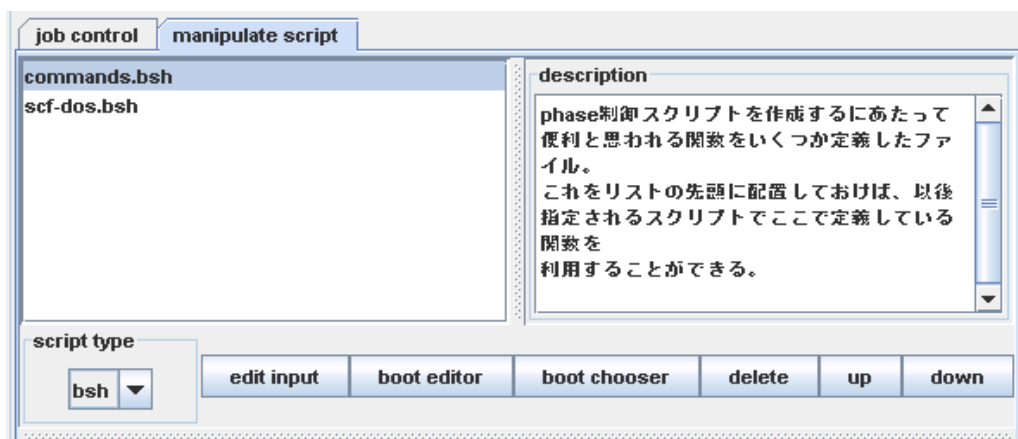 job control manipulate script
commands.bsh
scf-dos.bsh
description
phase制御スクリプトを作成するにあたって
便利と思われる関数をいくつか定義したファ
イル。
これをリストの先頭に配置しておけば、以後
指定されるスクリプトでここで定義している
関数を
利用することができる。
script type
bsh
edit input boot editor boot chooser delete up down